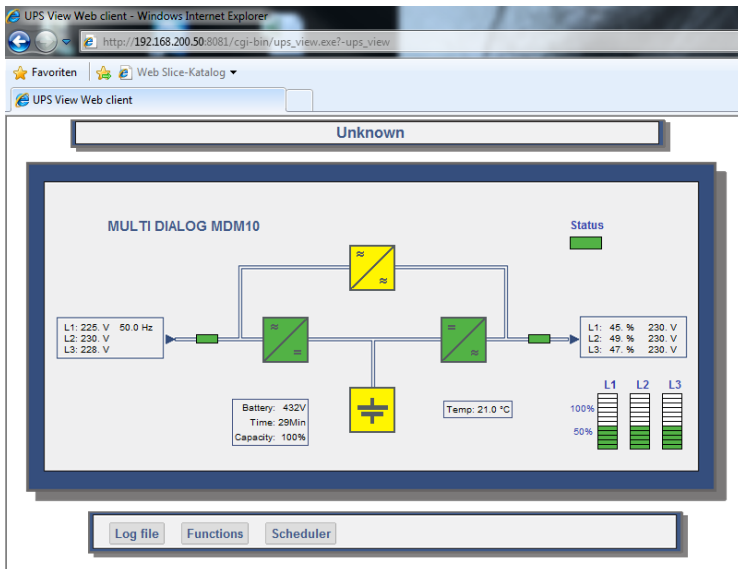 UPS View Web client - Windows Internet Explorer
http://192.168.200.50:8081/cgi-bin/ups_view.exe?-ups_view
Favoriten Web Slice-Katalog
UPS View Web client
Unknown
MULTI DIALOG MDM10
Status
≈
≈
L1: 225. V 50.0 Hz
L2: 230. V
L3: 228. V
≈
=
=
≈
L1: 45. % 230. V
L2: 49. % 230. V
L3: 47. % 230. V
Battery: 432V
Time: 29Min
Capacity: 100%
Temp: 21.0 °C
L1 L2 L3
100%
50%
Log file Functions Scheduler